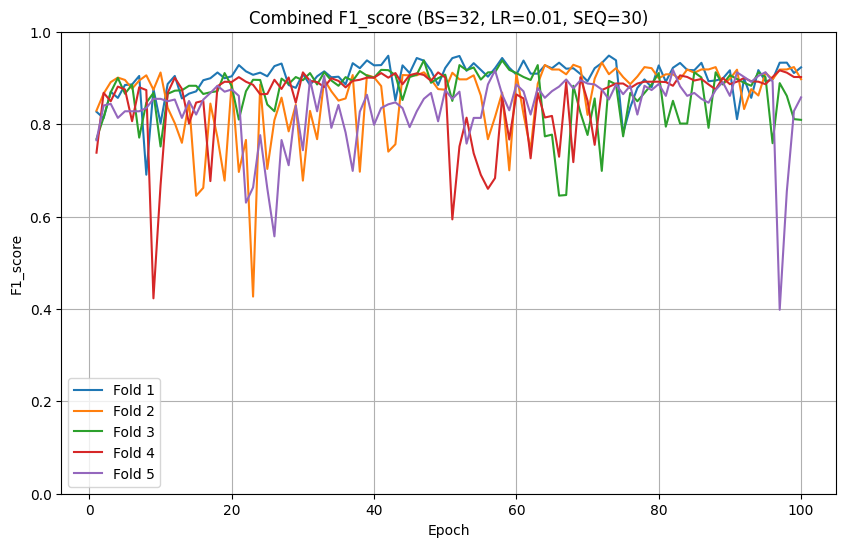 Combined F1_score (BS=32, LR=0.01, SEQ=30)
1.0
0.8
0.6
0.4
0.2
0.0
F1_score
Fold 1
Fold 2
Fold 3
Fold 4
Fold 5
0 20 40 60 80 100
Epoch